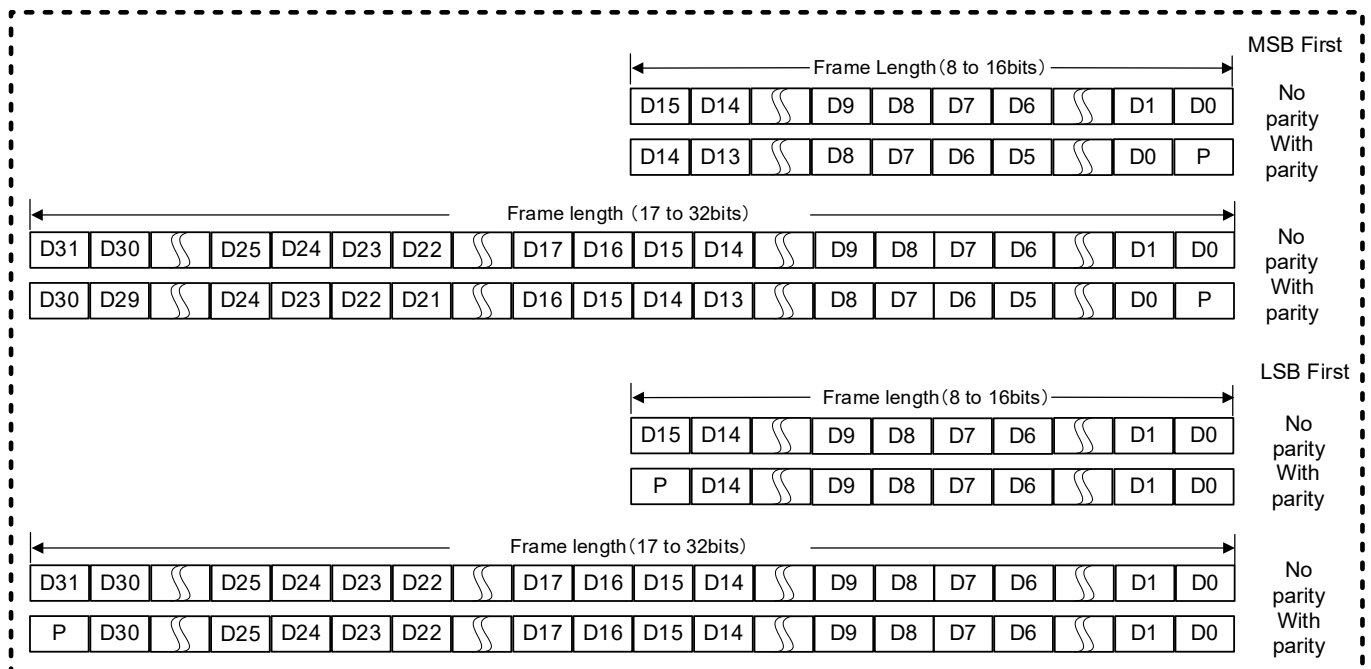 MSB First
Frame Length(8 to 16bits)
D15 D14 D9 D8 D7 D6 D1 D0
No
parity
D14 D13 D8 D7 D6 D5 D0 P
With
parity
Frame length (17 to 32bits)
D31 D30 D25 D24 D23 D22 D17 D16 D15 D14 D9 D8 D7 D6 D1 D0
No
parity
D30 D29 D24 D23 D22 D21 D16 D15 D14 D13 D8 D7 D6 D5 D0 P
With
parity
LSB First
Frame length(8 to 16bits)
D15 D14 D9 D8 D7 D6 D1 D0
No
parity
P D14 D9 D8 D7 D6 D1 D0
With
parity
Frame length(17 to 32bits)
D31 D30 D25 D24 D23 D22 D17 D16 D15 D14 D9 D8 D7 D6 D1 D0
No
parity
P D30 D25 D24 D23 D22 D17 D16 D15 D14 D9 D8 D7 D6 D1 D0
With
parity